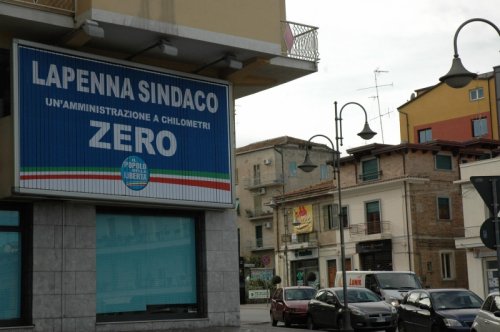 LAPENNA SINDACO
UN'AMMINISTRAZIONE A CHILOMETRI
ZERO
IL
POPOLO
DELLA
LIBERTÀ